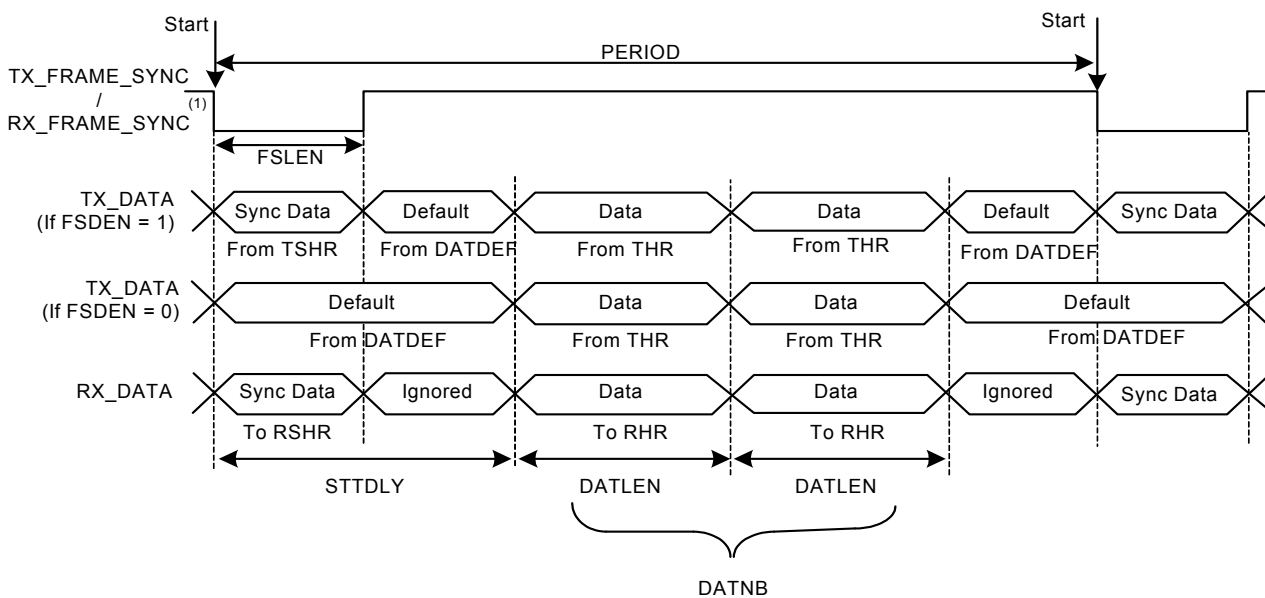 Start
Start
PERIOD
TX_FRAME_SYNC
/
RX_FRAME_SYNC
(1)
FSLEN
TX_DATA
(If FSDEN = 1)
Sync Data
Default
Data
Data
Default
Sync Data
From TSHR
From DATDEF
From THR
From THR
From DATDEF
TX_DATA
(If FSDEN = 0)
Default
Data
Data
Default
From DATDEF
From THR
From THR
From DATDEF
RX_DATA
Sync Data
Ignored
Data
Data
Ignored
Sync Data
To RSHR
To RHR
To RHR
STTDLY
DATLEN
DATLEN
DATNB